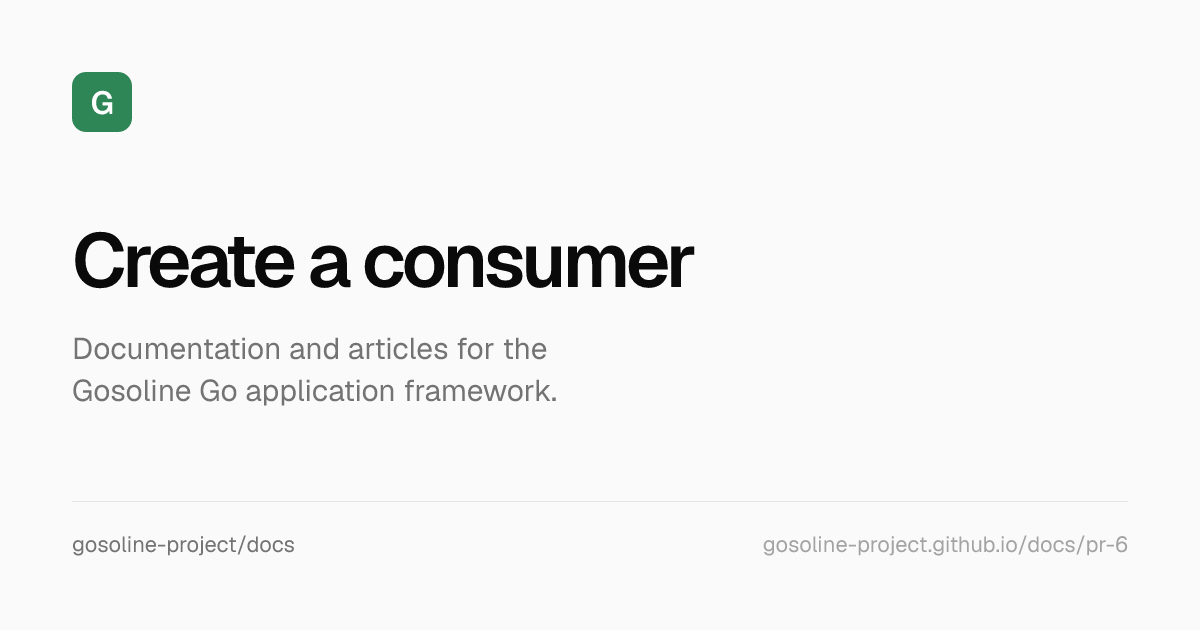 G
Create a consumer
Documentation and articles for the
Gosoline Go application framework.
gosoline-project/docs
gosoline-project.github.io/docs/pr-6